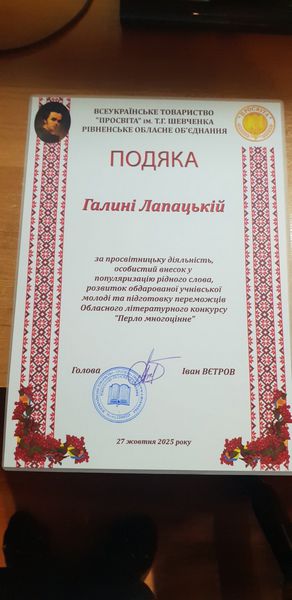 ВСЕУКРАЇНСЬКЕ ТОВАРИСТВО
"ПРОСВІТА" ім. Т.Г. ШЕВЧЕНКА
РІВНЕНСЬКЕ ОБЛАСНЕ ОБ'ЄДНАННЯ
ПРОСВІТА
ПОДЯКА
Галині Лапацькій
за просвітницьку діяльність,
особистий внесок у
популяризацію рідного слова,
розвиток обдарованої учнівської
молоді та підготовку переможців
Обласного літературного конкурсу
"Перло многоцінне"
Голова Іван ВЄТРОВ
27 жовтня 2025 року